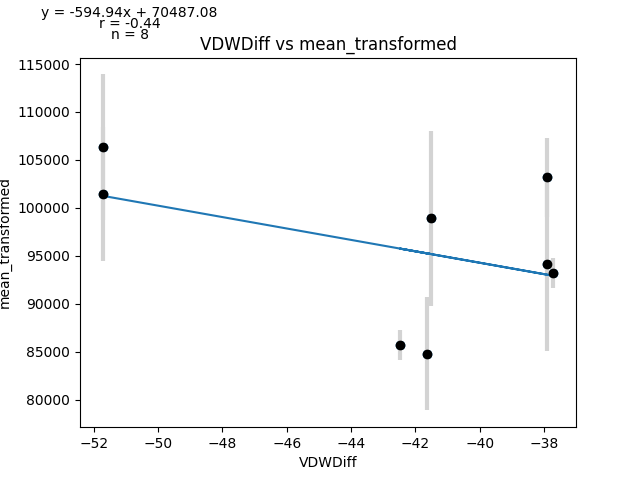 y = -594.94x + 70487.08
r = -0.44
n = 8
VDWDiff vs mean_transformed
115000
110000
105000
100000
95000
90000
85000
80000
mean_transformed
−52
−50
−48
−46
−44
−42
−40
−38
VDWDiff